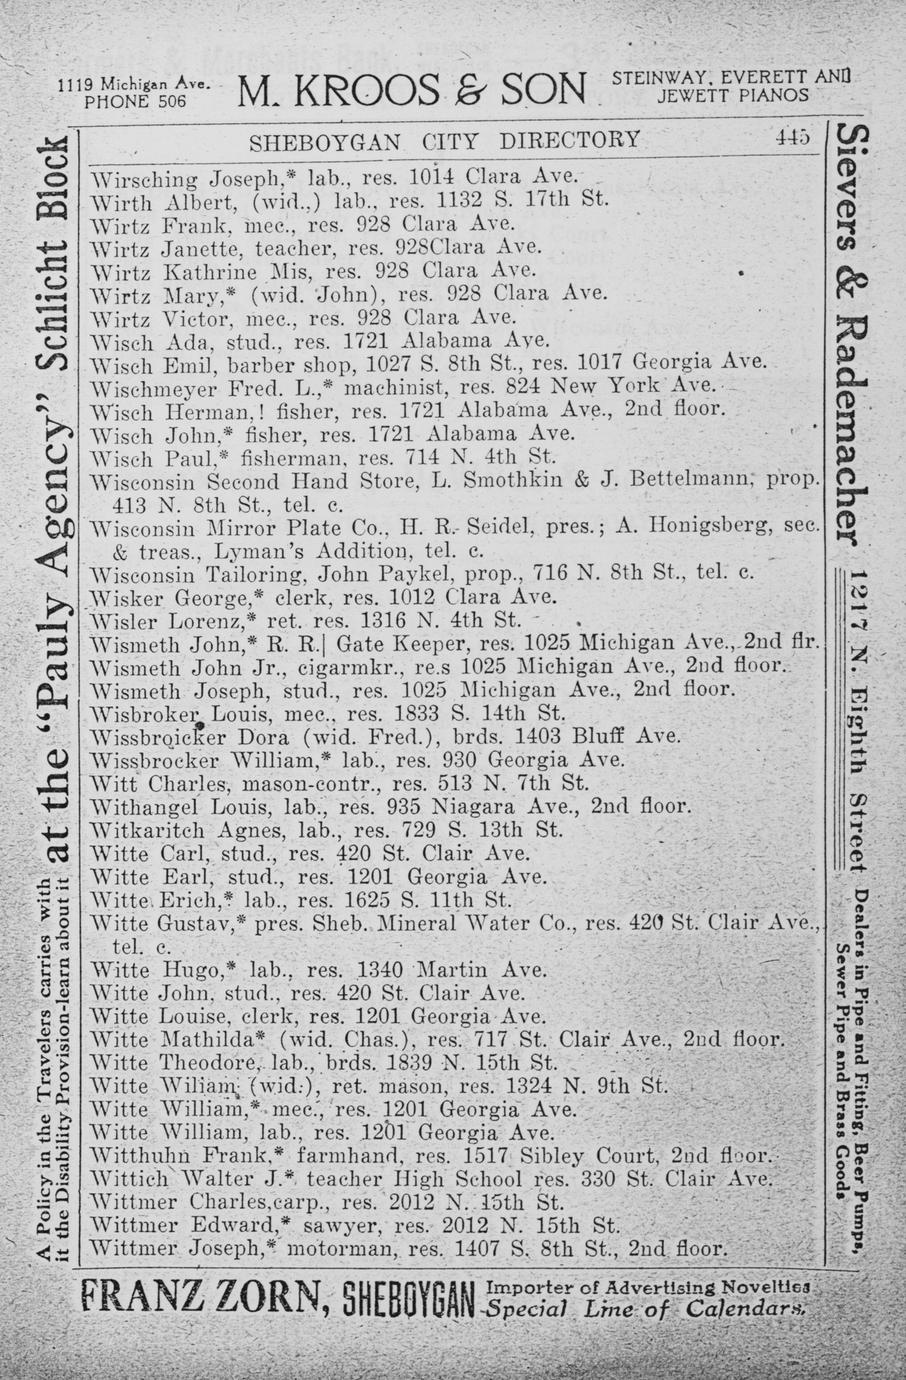 1119 Michigan Ave.
PHONE 506
M. KROOS & SON
STEINWAY, EVERETT AND
JEWETT PIANOS
SHEBOYGAN CITY DIRECTORY 445
Wirsching Joseph,* lab., res. 1014 Clara Ave.
Wirth Albert, (wid..) lab., res. 1132 S. 17th St.
Wirtz Frank, mec., res. 928 Clara Ave.
Wirtz Janette, teacher, res. 928Clara Ave.
Wirtz Kathrine Mis, res. 928 Clara Ave.
Wirtz Mary,* (wid. John), res. 928 Clara Ave.
Wirtz Victor, mec., res. 928 Clara Ave.
Wisch Ada, stud., res. 1721 Alabama Ave.
Wisch Emil, barber shop, 1027 S. 8th St., res. 1017 Georgia Ave.
Wischmeyer Fred. L.,* machinist, res. 824 New York Ave.
Wisch Herman,! fisher, res. 1721 Alabama Ave., 2nd floor.
Wisch John,* fisher, res. 1721 Alabama Ave.
Wisch Paul,* fisherman, res. 714 N. 4th St.
Wisconsin Second Hand Store, L. Smothkin & J. Bettelmann, prop.
413 N. 8th St., tel. c.
Wisconsin Mirror Plate Co., H. R. Seidel, pres.; A. Honigsberg, sec.
& treas., Lyman's Addition, tel. c.
Wisconsin Tailoring, John Paykel, prop., 716 N. 8th St., tel. c.
Wisker George,* clerk, res. 1012 Clara Ave.
Wisler Lorenz,* ret. res. 1316 N. 4th St.
Wismeth John,* R. R.| Gate Keeper, res. 1025 Michigan Ave., 2nd flr.
Wismeth John Jr., cigarmkr., re.s 1025 Michigan Ave., 2nd floor.
Wismeth Joseph, stud., res. 1025 Michigan Ave., 2nd floor.
Wisbroker Louis, mec., res. 1833 S. 14th St.
Wissbroicker Dora (wid. Fred.), brds. 1403 Bluff Ave.
Wissbrocker William,* lab., res. 930 Georgia Ave.
Witt Charles, mason-contr., res. 513 N. 7th St.
Withangel Louis, lab., res. 935 Niagara Ave., 2nd floor.
Witkaritch Agnes, lab., res. 729 S. 13th St.
Witte Carl, stud., res. 420 St. Clair Ave.
Witte Earl, stud., res. 1201 Georgia Ave.
Witte Erich,* lab., res. 1625 S. 11th St.
Witte Gustav,* pres. Sheb. Mineral Water Co., res. 420 St. Clair Ave.,
tel. c.
Witte Hugo,* lab., res. 1340 Martin Ave.
Witte John, stud., res. 420 St. Clair Ave.
Witte Louise, clerk, res. 1201 Georgia Ave.
Witte Mathilda* (wid. Chas.), res. 717 St. Clair Ave., 2nd floor.
Witte Theodore, lab., brds. 1839 N. 15th St.
Witte Wiliam, (wid.), ret. mason, res. 1324 N. 9th St.
Witte William,* mec., res. 1201 Georgia Ave.
Witte William, lab., res. 1201 Georgia Ave.
Witthuhn Frank,* farmhand, res. 1517 Sibley Court, 2nd floor.
Wittich Walter J.* teacher High School res. 330 St. Clair Ave.
Wittmer Charles,carp., res. 2012 N. 15th St.
Wittmer Edward,* sawyer, res. 2012 N. 15th St.
Wittmer Joseph,* motorman, res. 1407 S. 8th St., 2nd floor.
A Policy in the Travelers carries with
it the Disability Provision-learn about it
at the "Pauly Agency" Schlicht Block
Sievers & Rademacher
1217 N. Eighth Street
Dealers in Pipe and Fitting, Beer Pumps,
Sewer Pipe and Brass Goods
FRANZ ZORN, SHEBOYGAN
Importer of Advertising Novelties
Special Line of Calendars.